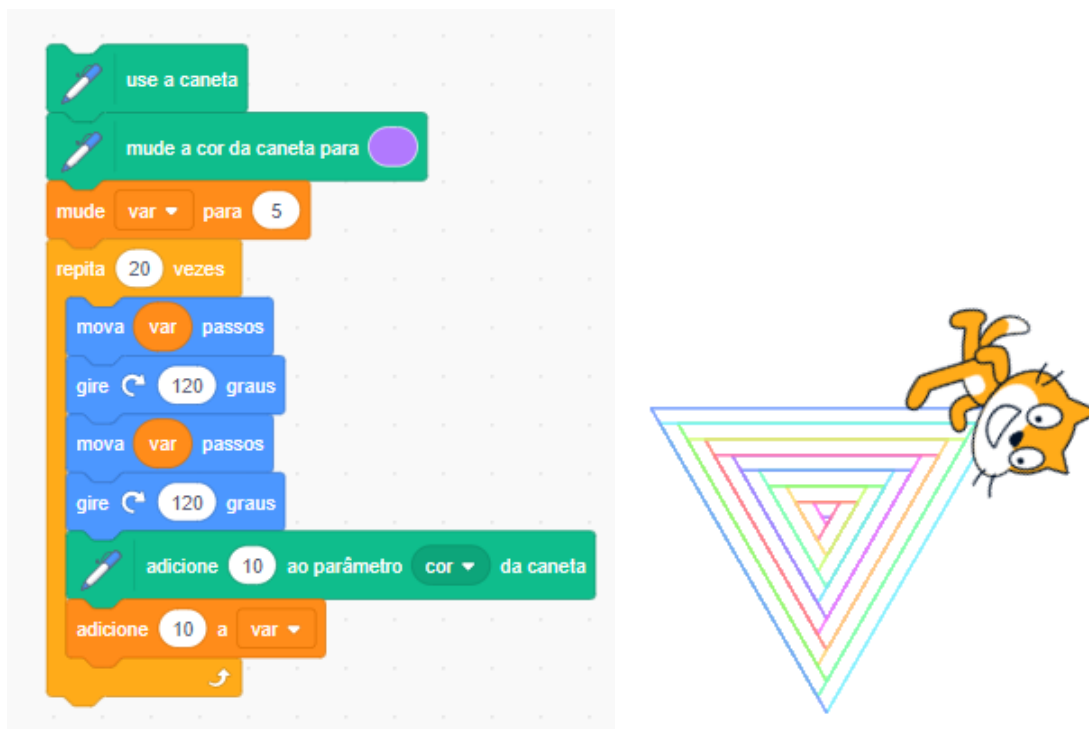 use a caneta
mude a cor da caneta para
mude var para 5
repita 20 vezes
mova var passos
gire 120 graus
mova var passos
gire 120 graus
adicione 10 ao parâmetro cor da caneta
adicione 10 a var